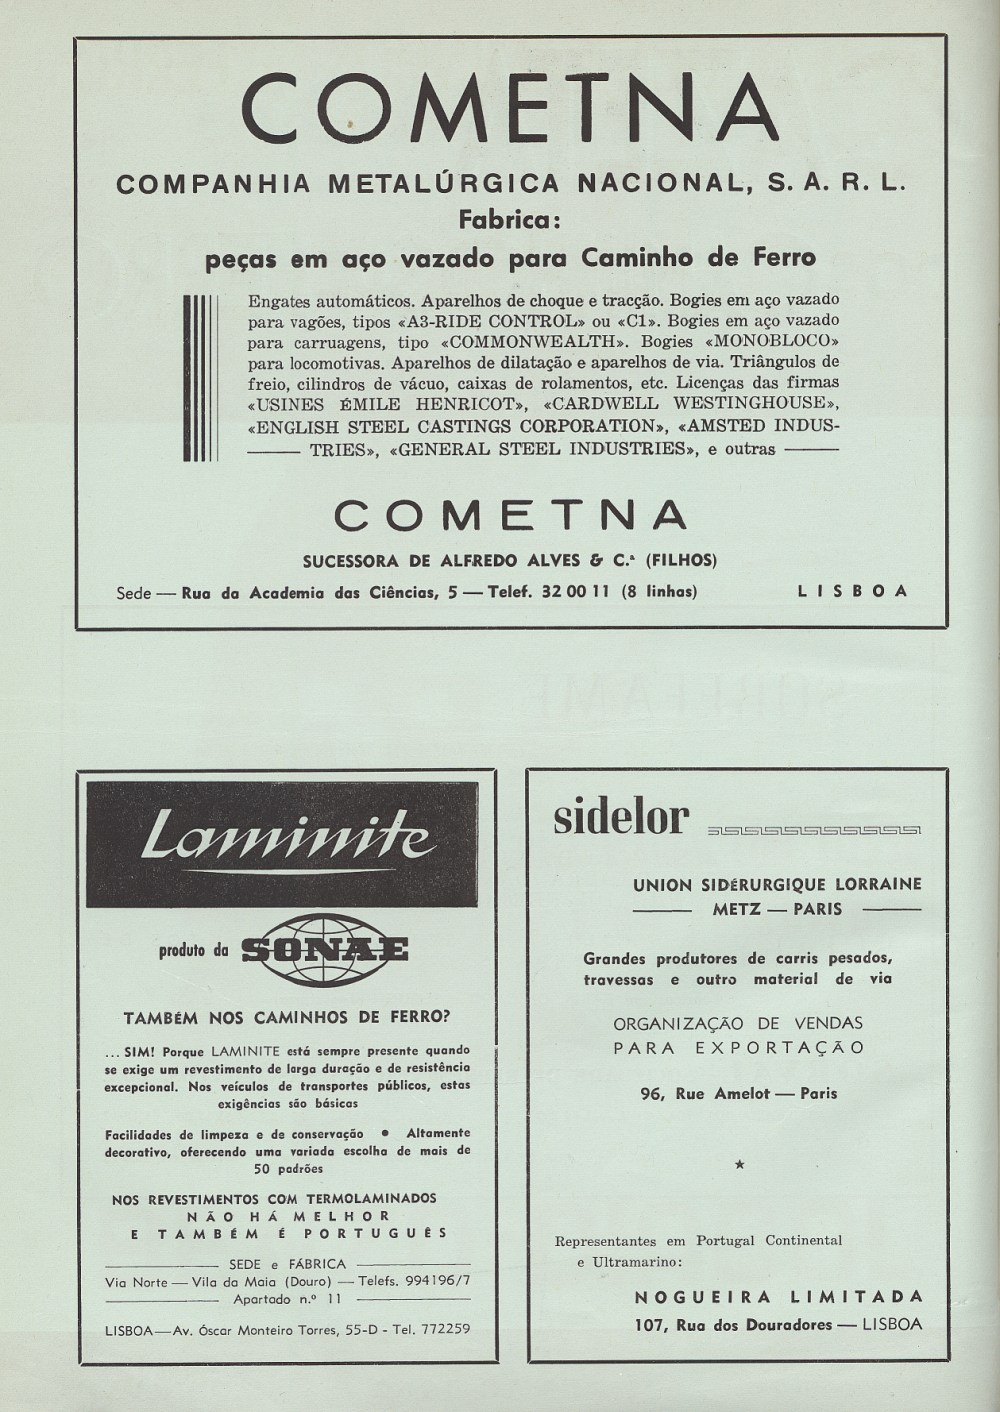 COMETNA
COMPANHIA METALÚRGICA NACIONAL, S. A. R. L.
Fabrica:
peças em aço vazado para Caminho de Ferro
Engates automáticos. Aparelhos de choque e tracção. Bogies em aço vazado
para vagões, tipos «A3-RIDE CONTROL» ou «C1». Bogies em aço vazado
para carruagens, tipo «COMMONWEALTH». Bogies «MONOBLOCO»
para locomotivas. Aparelhos de dilatação e aparelhos de via. Triângulos de
freio, cilindros de vácuo, caixas de rolamentos, etc. Licenças das firmas
«USINES ÉMILE HENRICOT», «CARDWELL WESTINGHOUSE»,
«ENGLISH STEEL CASTINGS CORPORATION», «AMSTED INDUS-
TRIES», «GENERAL STEEL INDUSTRIES», e outras
COMETNA
SUCESSORA DE ALFREDO ALVES & C.ª (FILHOS)
Sede — Rua da Academia das Ciências, 5 — Telef. 32 00 11 (8 linhas) LISBOA
Laminite
produto da SONAE
TAMBÉM NOS CAMINHOS DE FERRO?
... SIM! Porque LAMINITE está sempre presente quando
se exige um revestimento de larga duração e de resistência
excepcional. Nos veículos de transportes públicos, estas
exigências são básicas
Facilidades de limpeza e de conservação • Altamente
decorativo, oferecendo uma variada escolha de mais de
50 padrões
NOS REVESTIMENTOS COM TERMOLAMINADOS
NÃO HÁ MELHOR
E TAMBÉM É PORTUGUÊS
SEDE e FÁBRICA
Via Norte — Vila da Maia (Douro) — Telefs. 994196/7
Apartado n.º 11
LISBOA — Av. Óscar Monteiro Torres, 55-D - Tel. 772259
sidelor
UNION SIDÉRURGIQUE LORRAINE
METZ — PARIS
Grandes produtores de carris pesados,
travessas e outro material de via
ORGANIZAÇÃO DE VENDAS
PARA EXPORTAÇÃO
96, Rue Amelot — Paris
Representantes em Portugal Continental
e Ultramarino:
NOGUEIRA LIMITADA
107, Rua dos Douradores — LISBOA